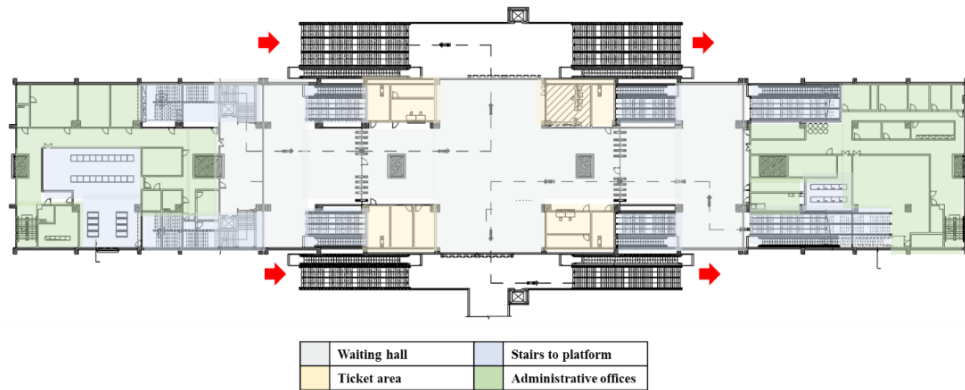 Waiting hall
Stairs to platform
Ticket area
Administrative offices